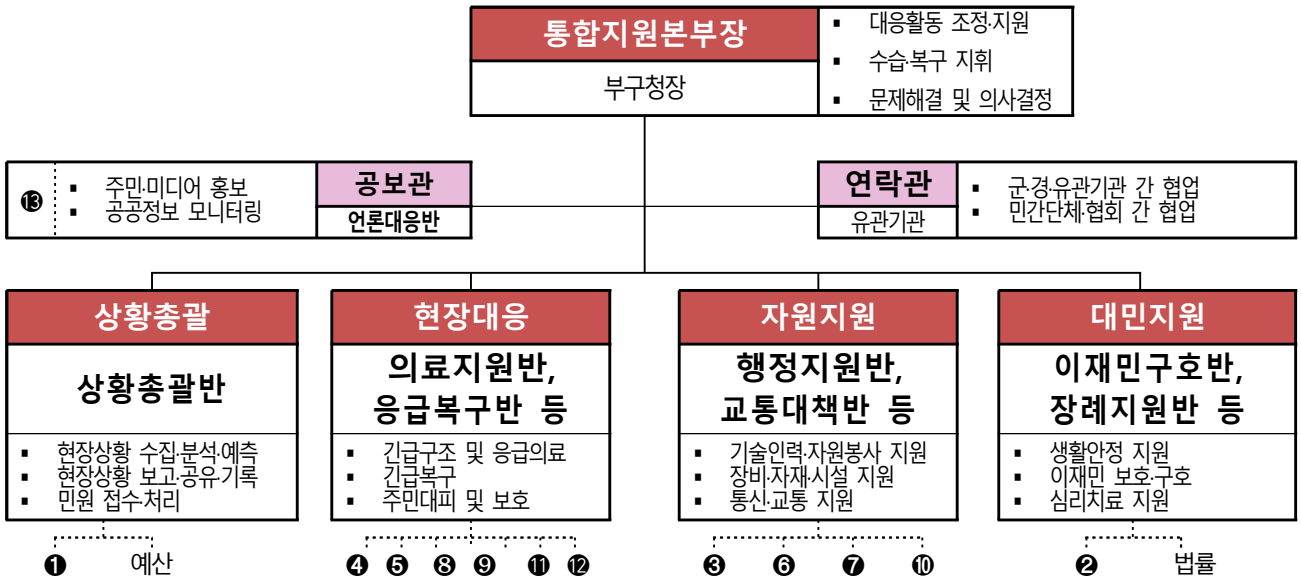 통합지원본부장
부구청장
▪ 대응활동 조정·지원
▪ 수습·복구 지휘
▪ 문제해결 및 의사결정
⓭
▪ 주민·미디어 홍보
▪ 공공정보 모니터링
공보관
언론대응반
연락관
유관기관
▪ 군·경·유관기관 간 협업
▪ 민간단체·협회 간 협업
상황총괄
상황총괄반
▪ 현장상황 수집·분석·예측
▪ 현장상황 보고·공유·기록
▪ 민원 접수·처리
❶ 예산
현장대응
의료지원반,
응급복구반 등
▪ 긴급구조 및 응급의료
▪ 긴급복구
▪ 주민대피 및 보호
❹ ❺ ❽ ❾ ⓫ ⓬
자원지원
행정지원반,
교통대책반 등
▪ 기술인력·자원봉사 지원
▪ 장비·자재·시설 지원
▪ 통신·교통 지원
❸ ❻ ❼ ❿
대민지원
이재민구호반,
장례지원반 등
▪ 생활안정 지원
▪ 이재민 보호·구호
▪ 심리치료 지원
❷ 법률